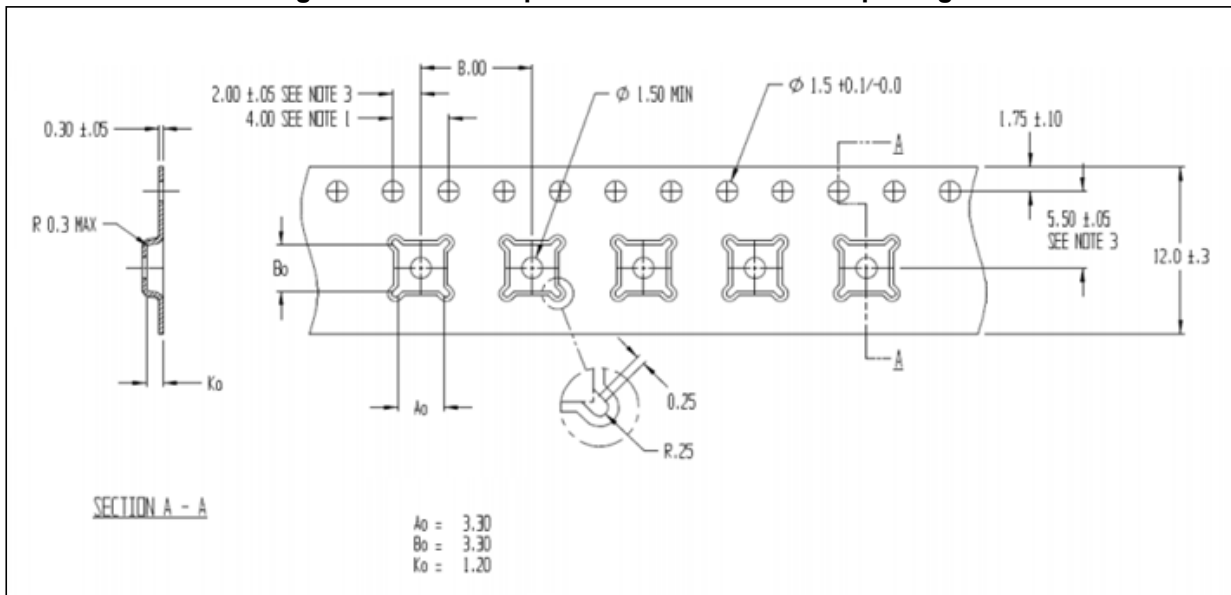 8.00
2.00 ±.05 SEE NOTE 3
4.00 SEE NOTE 1
0.30 ±.05
Ø 1.50 MIN
Ø 1.5 +0.1/-0.0
1.75 ±.10
A
R 0.3 MAX
Bo
5.50 ±.05
SEE NOTE 3
12.0 ±.3
A
Ko
Ao
0.25
R.25
SECTION A - A
Ao = 3.30
Bo = 3.30
Ko = 1.20